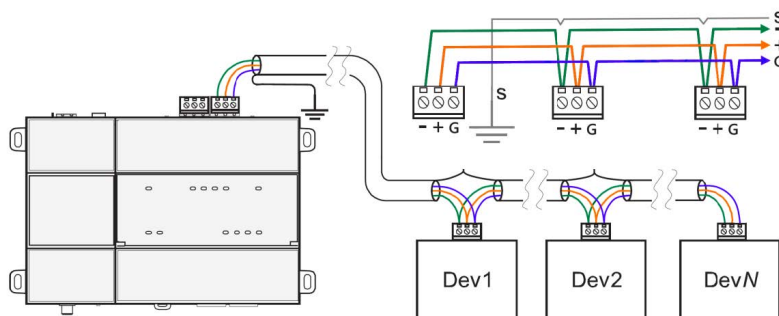 S
-
+
G
S
- + G
- + G
- + G
Dev1
Dev2
DevN